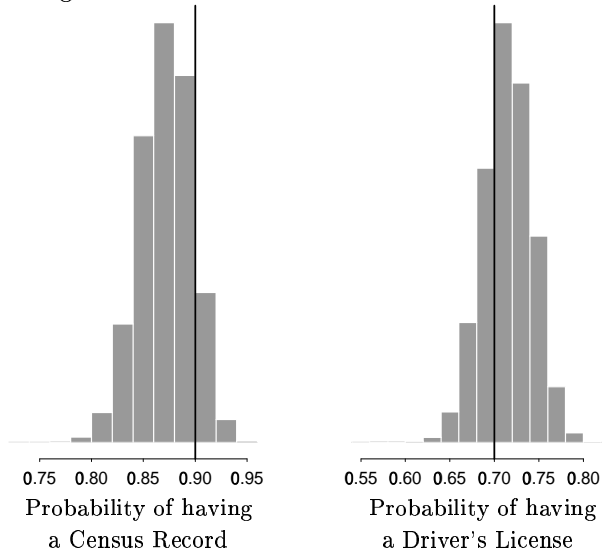 0.75 0.80 0.85 0.90 0.95
Probability of having
a Census Record
0.55 0.60 0.65 0.70 0.75 0.80
Probability of having
a Driver's License